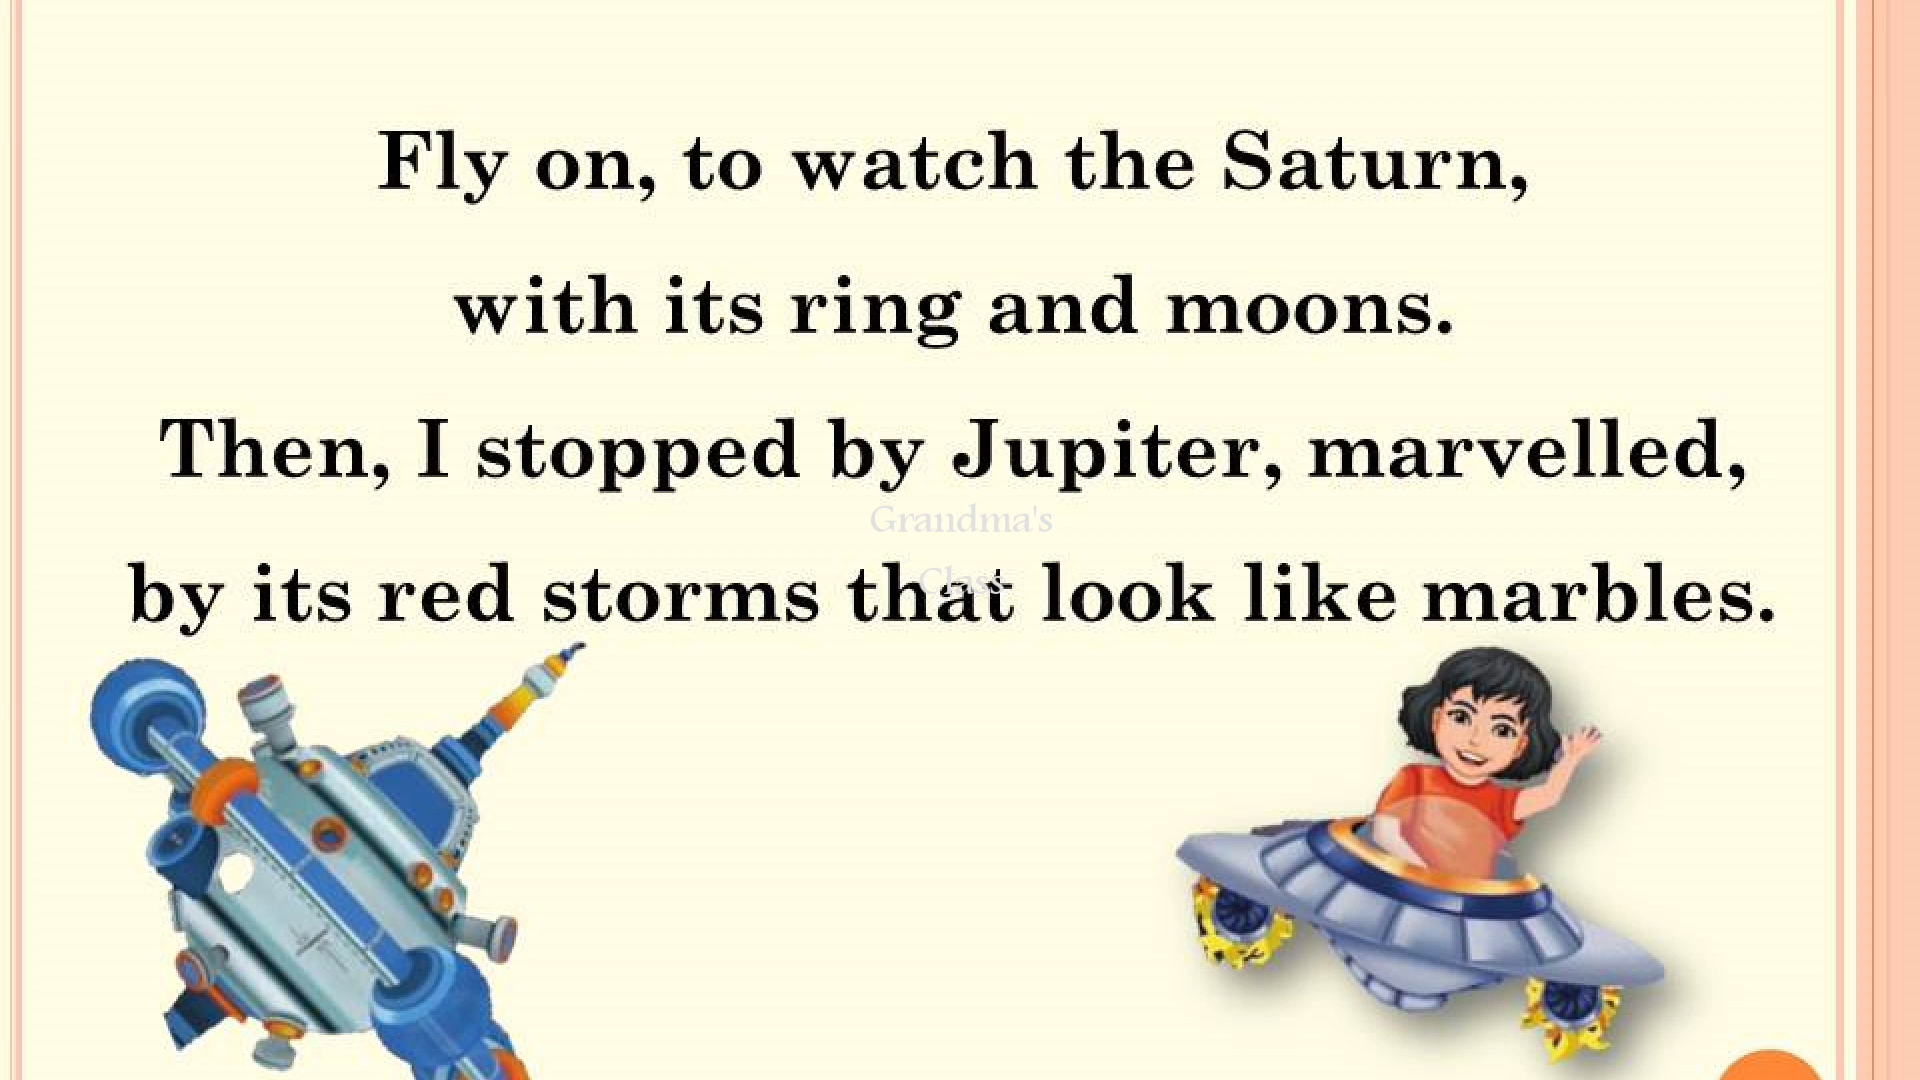 Fly on, to watch the Saturn,
with its ring and moons.
Then, I stopped by Jupiter, marvelled,
Grandma's
by its red storms that look like marbles.
Class